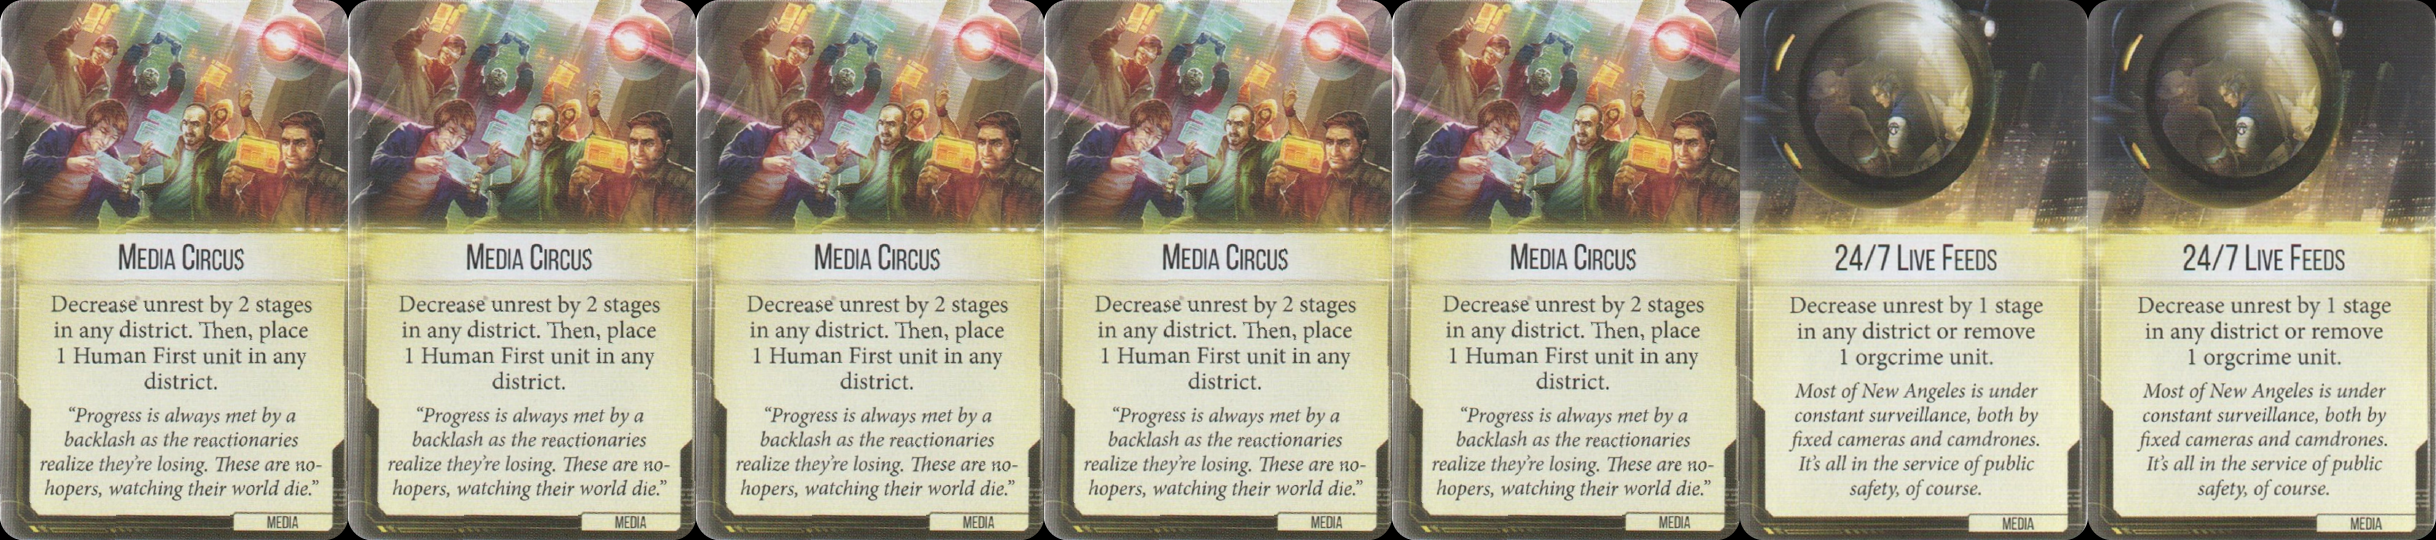 MEDIA CIRCUS
Decrease unrest by 2 stages
in any district. Then, place
1 Human First unit in any
district.
“Progress is always met by a
backlash as the reactionaries
realize they’re losing. These are no-
hopers, watching their world die.”
MEDIA
MEDIA CIRCUS
Decrease unrest by 2 stages
in any district. Then, place
1 Human First unit in any
district.
“Progress is always met by a
backlash as the reactionaries
realize they’re losing. These are no-
hopers, watching their world die.”
MEDIA
MEDIA CIRCUS
Decrease unrest by 2 stages
in any district. Then, place
1 Human First unit in any
district.
“Progress is always met by a
backlash as the reactionaries
realize they’re losing. These are no-
hopers, watching their world die.”
MEDIA
MEDIA CIRCUS
Decrease unrest by 2 stages
in any district. Then, place
1 Human First unit in any
district.
“Progress is always met by a
backlash as the reactionaries
realize they’re losing. These are no-
hopers, watching their world die.”
MEDIA
MEDIA CIRCUS
Decrease unrest by 2 stages
in any district. Then, place
1 Human First unit in any
district.
“Progress is always met by a
backlash as the reactionaries
realize they’re losing. These are no-
hopers, watching their world die.”
MEDIA
24/7 LIVE FEEDS
Decrease unrest by 1 stage
in any district or remove
1 orgcrime unit.
Most of New Angeles is under
constant surveillance, both by
fixed cameras and camdrones.
It’s all in the service of public
safety, of course.
MEDIA
24/7 LIVE FEEDS
Decrease unrest by 1 stage
in any district or remove
1 orgcrime unit.
Most of New Angeles is under
constant surveillance, both by
fixed cameras and camdrones.
It’s all in the service of public
safety, of course.
MEDIA